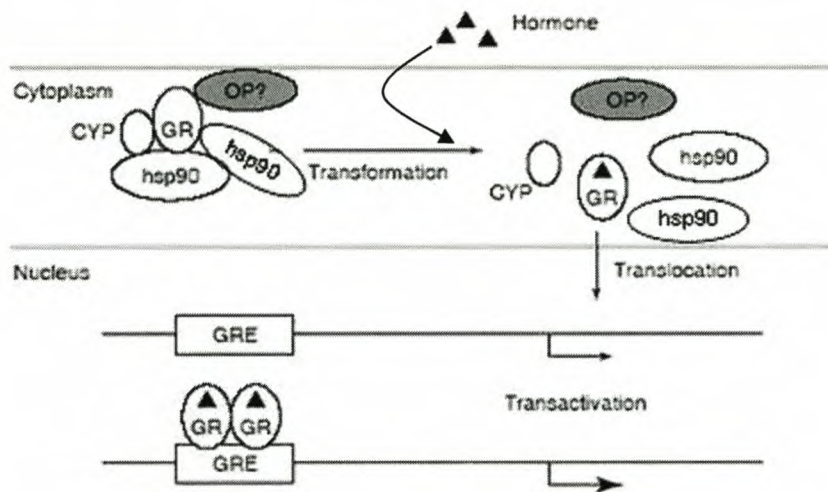 Hormone
Cytoplasm
OP?
CYP
GR
hsp90
hsp90
Transformation
OP?
CYP
GR
hsp90
hsp90
Nucleus
Translocation
GRE
GR GR
GRE
Transactivation